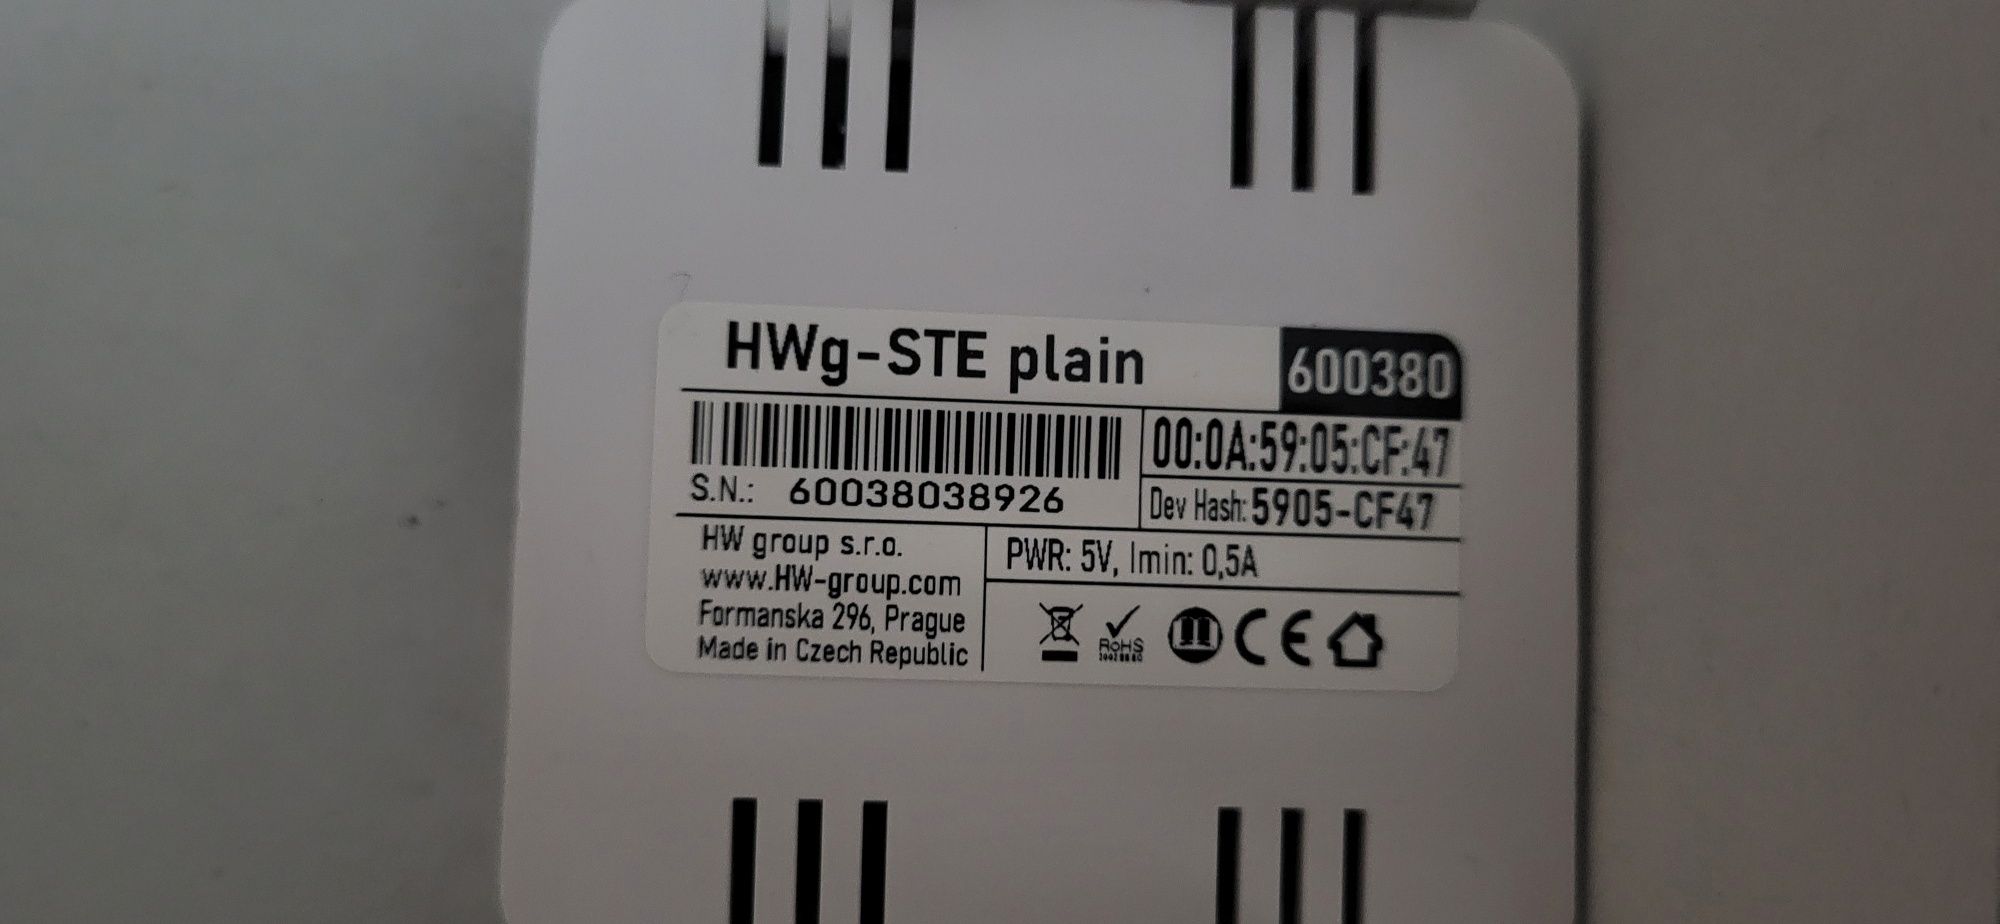 HWg-STE plain
600380
00:0A:59:05:CF:47
S.N.: 60038038926
Dev Hash: 5905-CF47
HW group s.r.o.
www.HW-group.com
Formanska 296, Prague
Made in Czech Republic
PWR: 5V, Imin: 0,5A
RoHS
CE